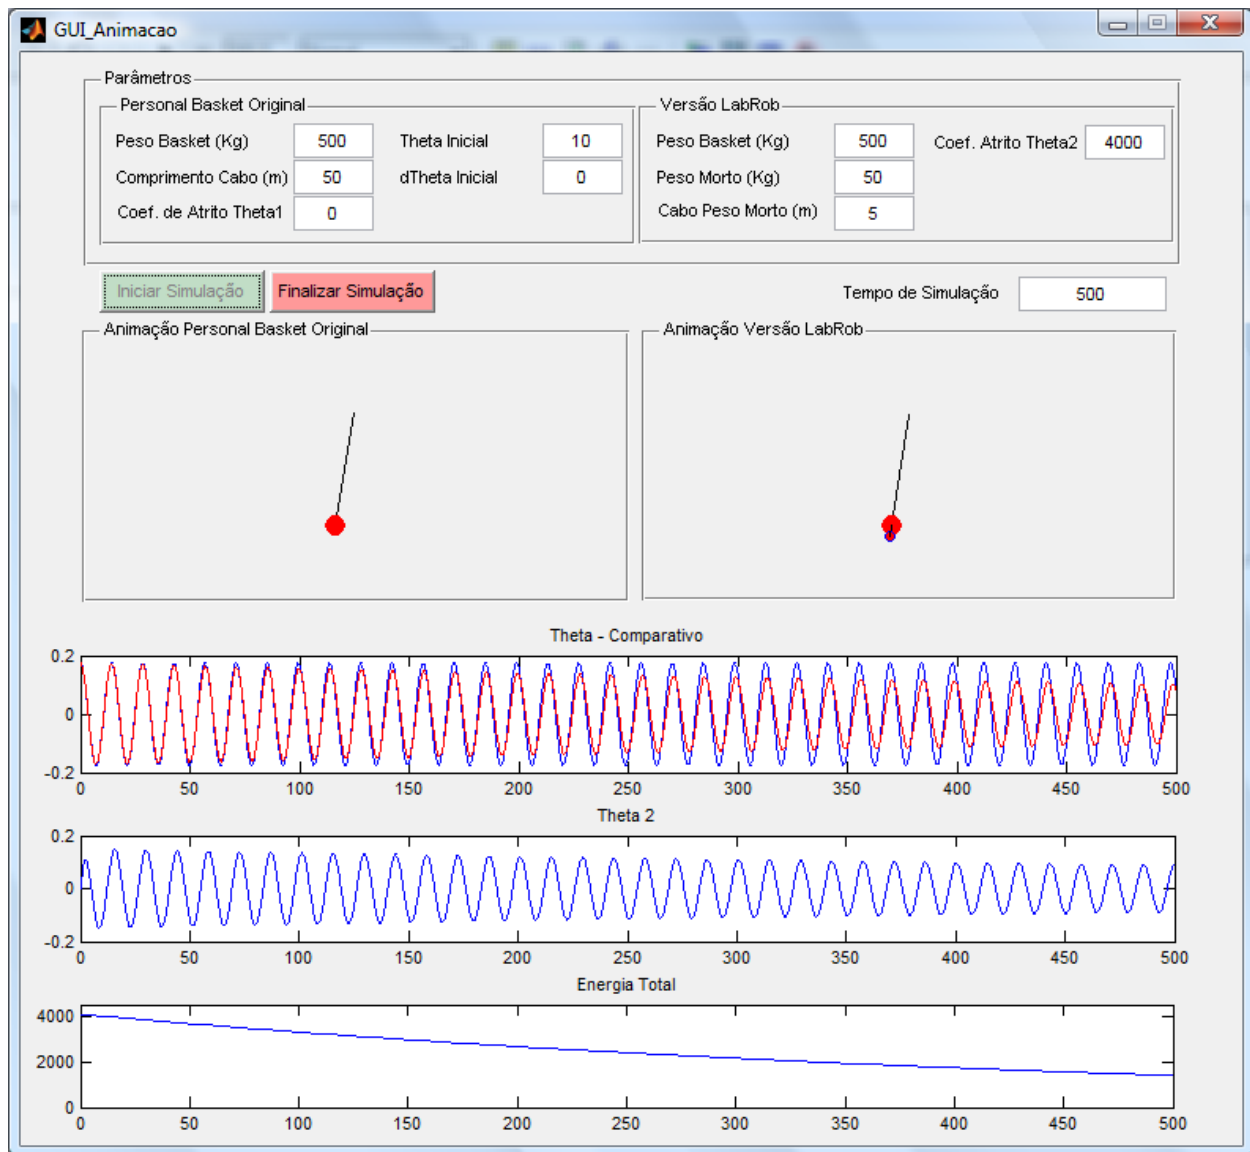 GUI_Animacao
Parâmetros
Personal Basket Original
Versão LabRob
Peso Basket (Kg) 500 Theta Inicial 10
Peso Basket (Kg) 500 Coef. Atrito Theta2 4000
Comprimento Cabo (m) 50 dTheta Inicial 0
Peso Morto (Kg) 50
Coef. de Atrito Theta1 0
Cabo Peso Morto (m) 5
Iniciar Simulação
Finalizar Simulação
Tempo de Simulação 500
Animação Personal Basket Original
Animação Versão LabRob
Theta - Comparativo
0.2
0
-0.2
0 50 100 150 200 250 300 350 400 450 500
Theta 2
0.2
0
-0.2
0 50 100 150 200 250 300 350 400 450 500
Energia Total
4000
2000
0
0 50 100 150 200 250 300 350 400 450 500